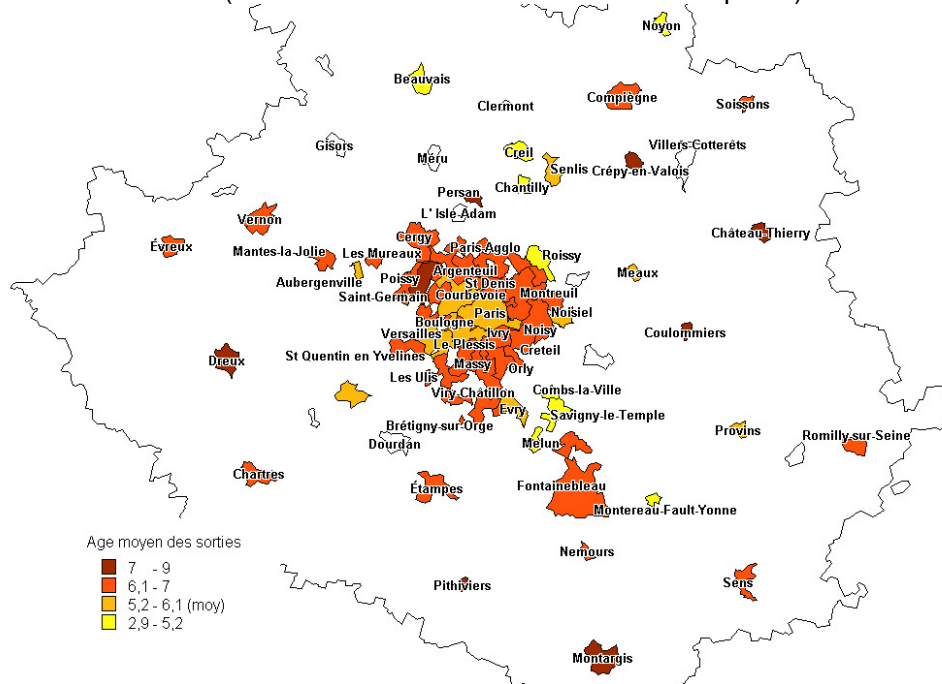 Noyon
Beauvais
Clermont
Compiègne
Soissons
Gisors
Méru
Creil
Villers-Cotterêts
Senlis
Crépy-en-Valois
Chantilly
Persan
L' Isle-Adam
Vernon
Château-Thierry
Évreux
Cergy
Paris-Agglo
Mantes-la-Jolie
Les Mureaux
Roissy
Argenteuil
Meaux
Aubergenville
Poissy
St Denis
Saint-Germain
Courbevoie
Montreuil
Paris
Noisiel
Boulogne
Noisy
Coulommiers
Versailles
Ivry
Le Plessis
Creteil
St Quentin en Yvelines
Dreux
Massy
Orly
Les Ulis
Viry-Châtillon
Combs-la-Ville
Evry
Savigny-le-Temple
Brétigny-sur-Orge
Provins
Romilly-sur-Seine
Dourdan
Melun
Chartres
Étampes
Fontainebleau
Montereau-Fault-Yonne
Age moyen des sorties
7 - 9
6,1 - 7
5,2 - 6,1 (moy)
2,9 - 5,2
Nemours
Pithiviers
Sens
Montargis